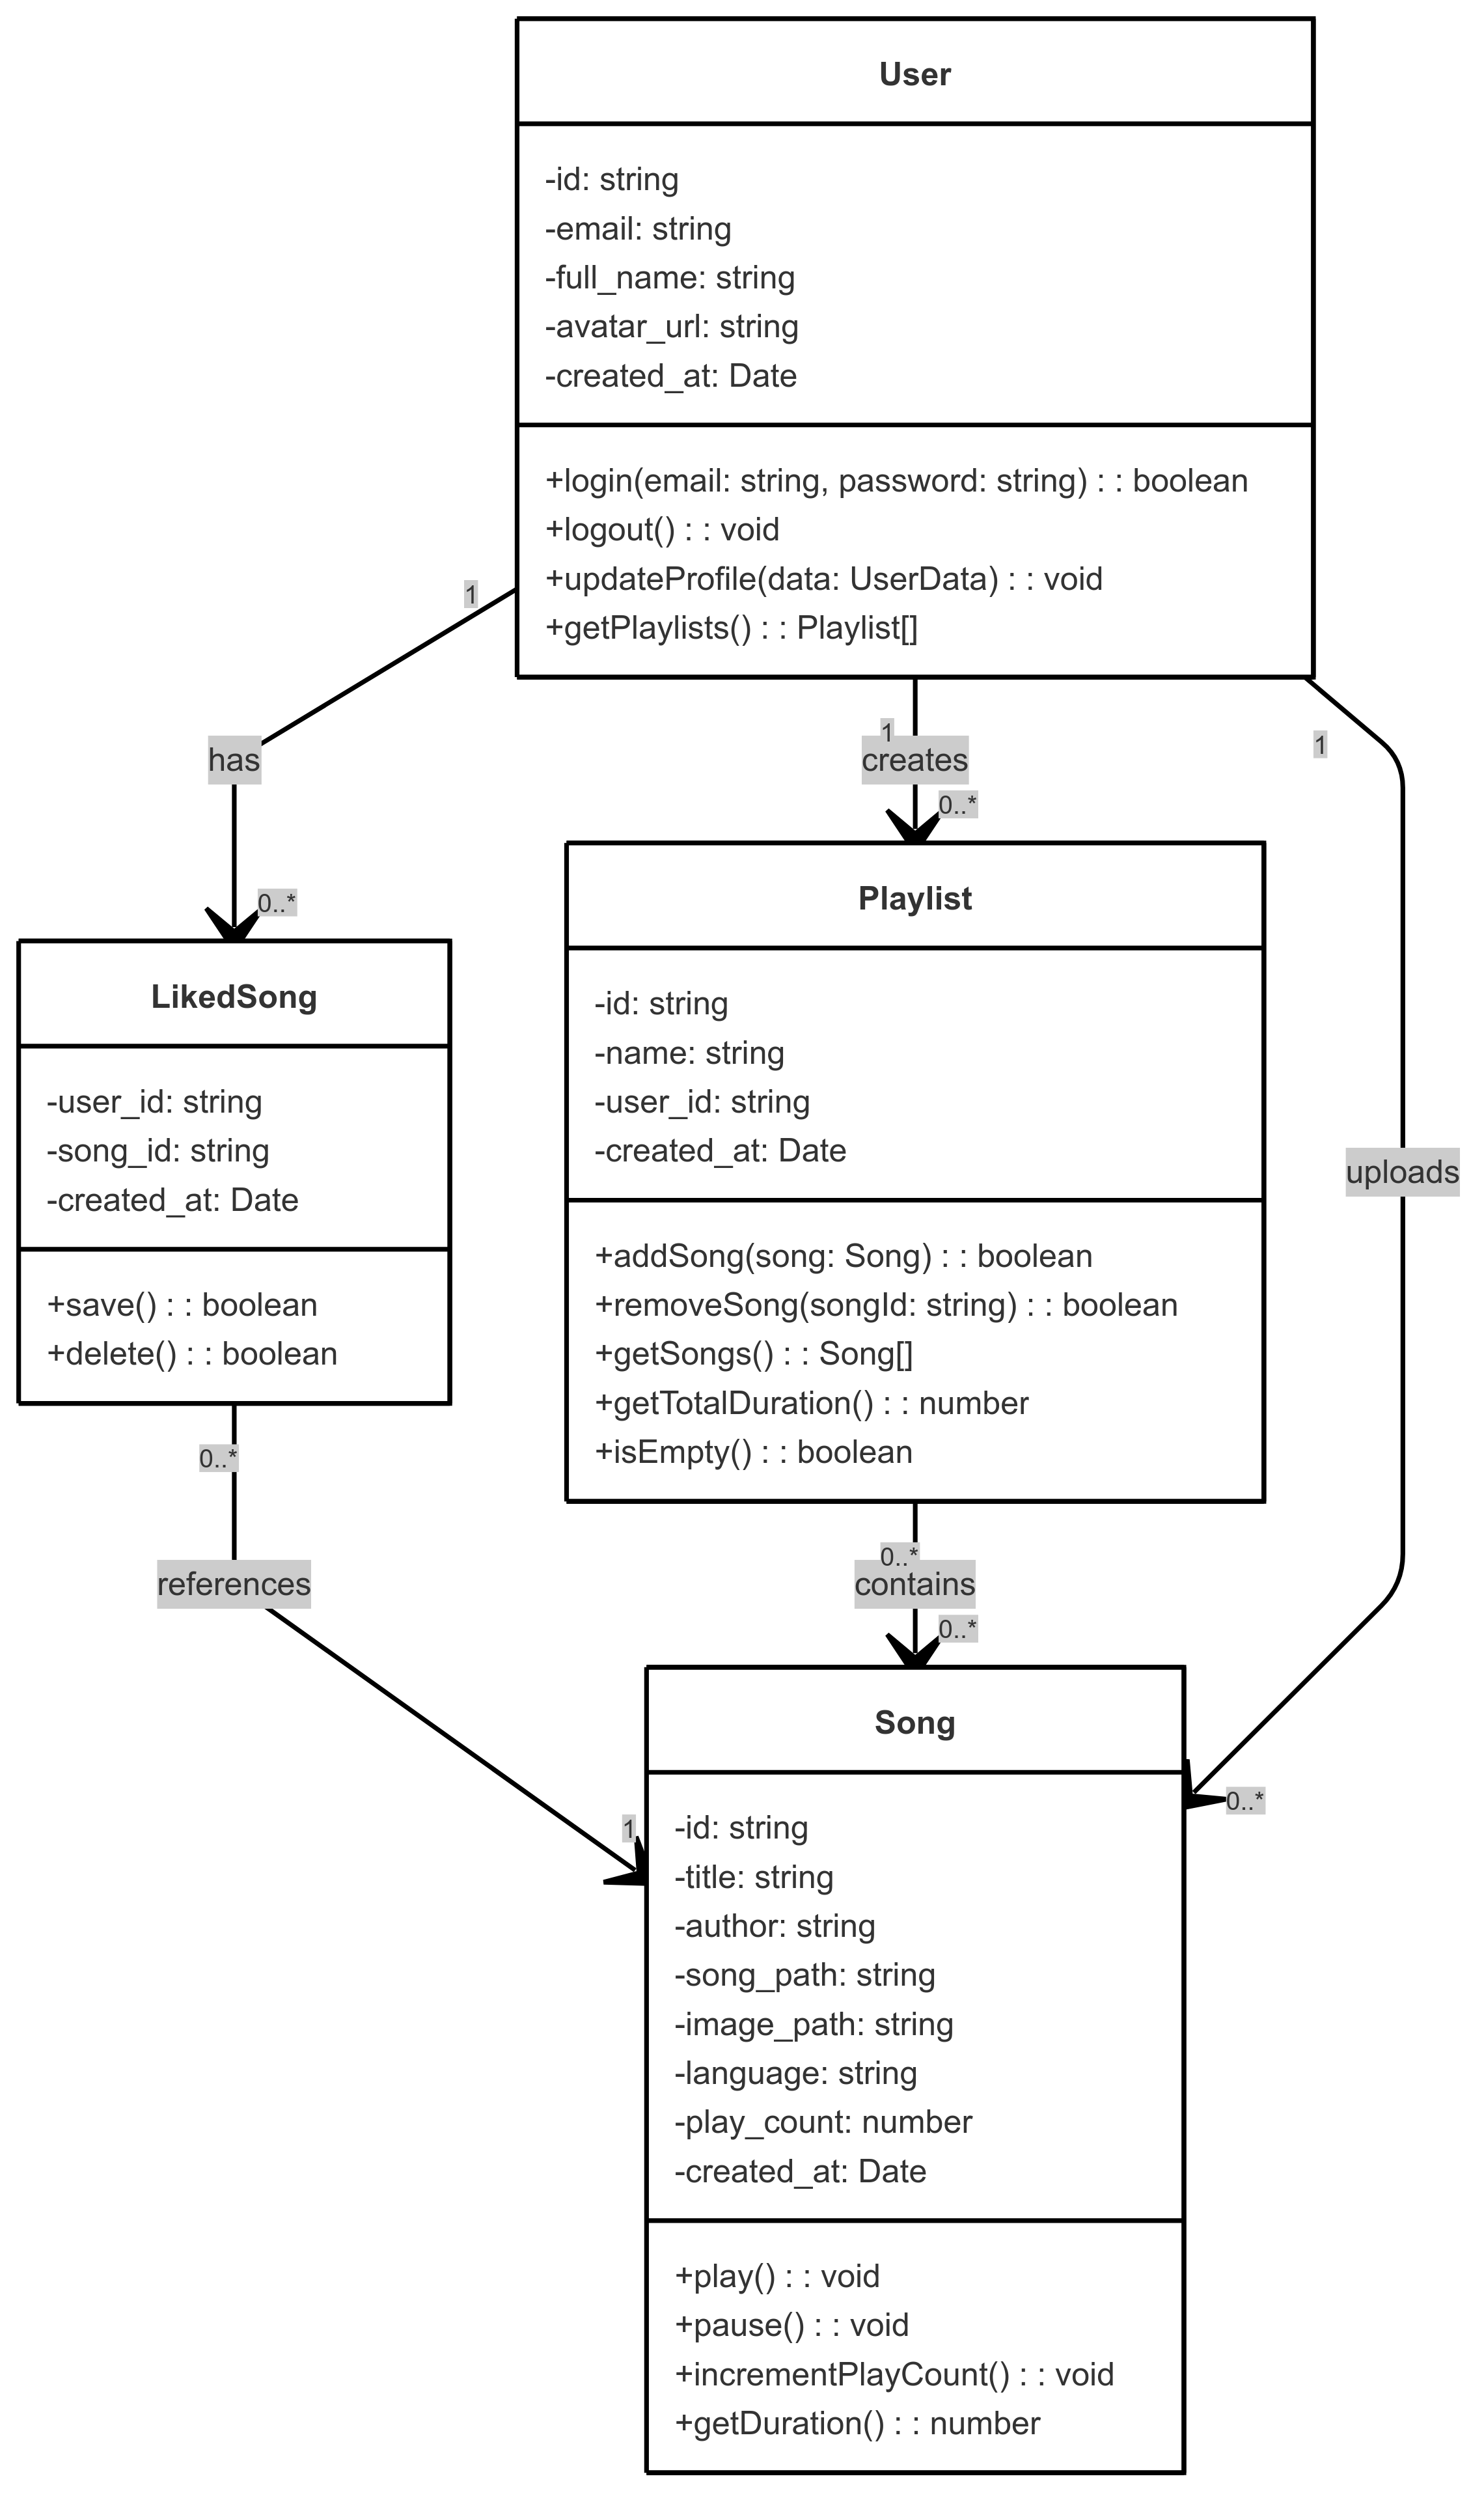 User
-id: string
-email: string
-full_name: string
-avatar_url: string
-created_at: Date
+login(email: string, password: string) : : boolean
+logout() : : void
+updateProfile(data: UserData) : : void
+getPlaylists() : : Playlist[]
1
has
0..*
1
creates
0..*
1
uploads
0..*
LikedSong
-user_id: string
-song_id: string
-created_at: Date
+save() : : boolean
+delete() : : boolean
Playlist
-id: string
-name: string
-user_id: string
-created_at: Date
+addSong(song: Song) : : boolean
+removeSong(songId: string) : : boolean
+getSongs() : : Song[]
+getTotalDuration() : : number
+isEmpty() : : boolean
0..*
references
1
0..*
contains
0..*
Song
-id: string
-title: string
-author: string
-song_path: string
-image_path: string
-language: string
-play_count: number
-created_at: Date
+play() : : void
+pause() : : void
+incrementPlayCount() : : void
+getDuration() : : number